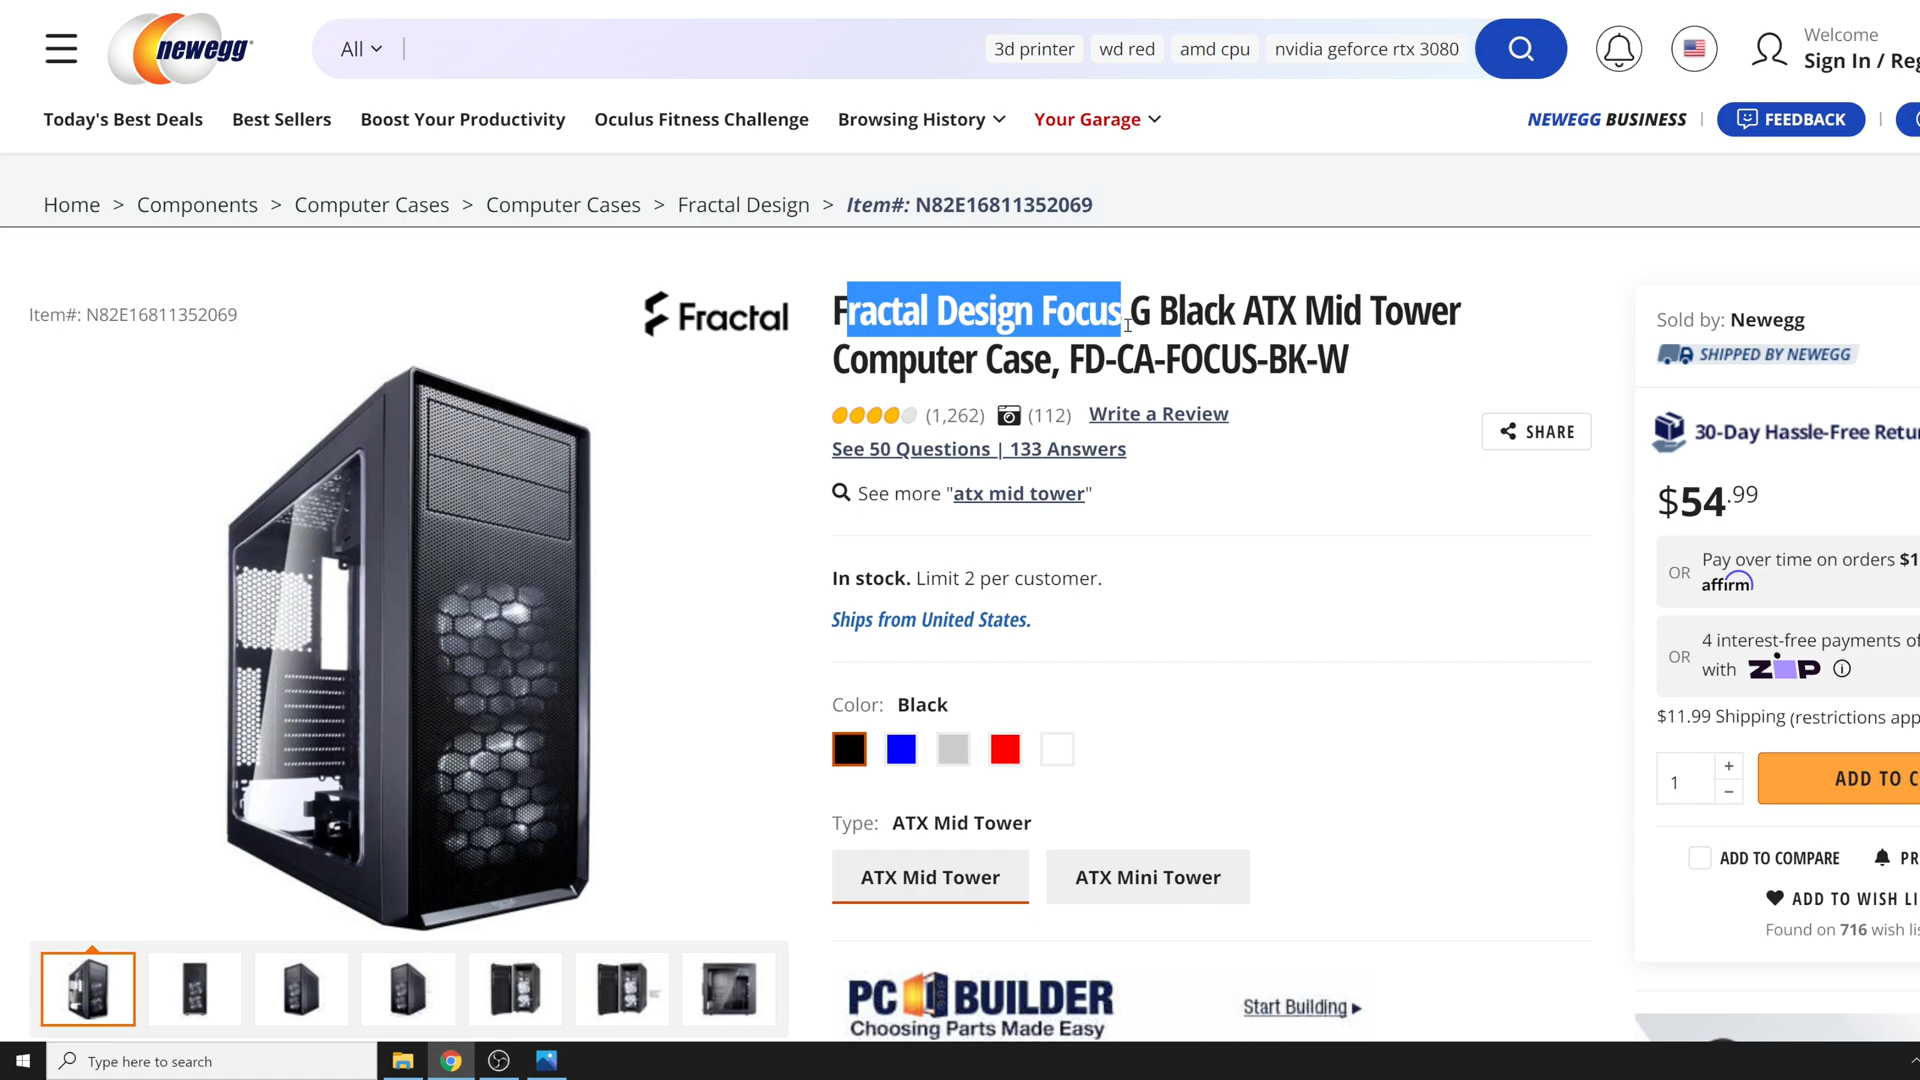 newegg
All
3d printer
wd red
amd cpu
nvidia geforce rtx 3080
Welcome
Sign In / Reg
Today's Best Deals
Best Sellers
Boost Your Productivity
Oculus Fitness Challenge
Browsing History
Your Garage
NEWEGG BUSINESS
FEEDBACK
Home > Components > Computer Cases > Computer Cases > Fractal Design > Item#: N82E16811352069
Item#: N82E16811352069
Fractal
Fractal Design Focus G Black ATX Mid Tower
Computer Case, FD-CA-FOCUS-BK-W
(1,262) (112) Write a Review
SHARE
See 50 Questions | 133 Answers
See more "atx mid tower"
In stock. Limit 2 per customer.
Ships from United States.
Color: Black
Type: ATX Mid Tower
ATX Mid Tower
ATX Mini Tower
PC BUILDER
Choosing Parts Made Easy
Start Building
Sold by: Newegg
SHIPPED BY NEWEGG
30-Day Hassle-Free Retur
$54.99
OR
Pay over time on orders $1
affirm
OR
4 interest-free payments of
with ZIP
$11.99 Shipping (restrictions app
1
+
−
ADD TO C
ADD TO COMPARE
PR
ADD TO WISH LI
Found on 716 wish lis
Type here to search